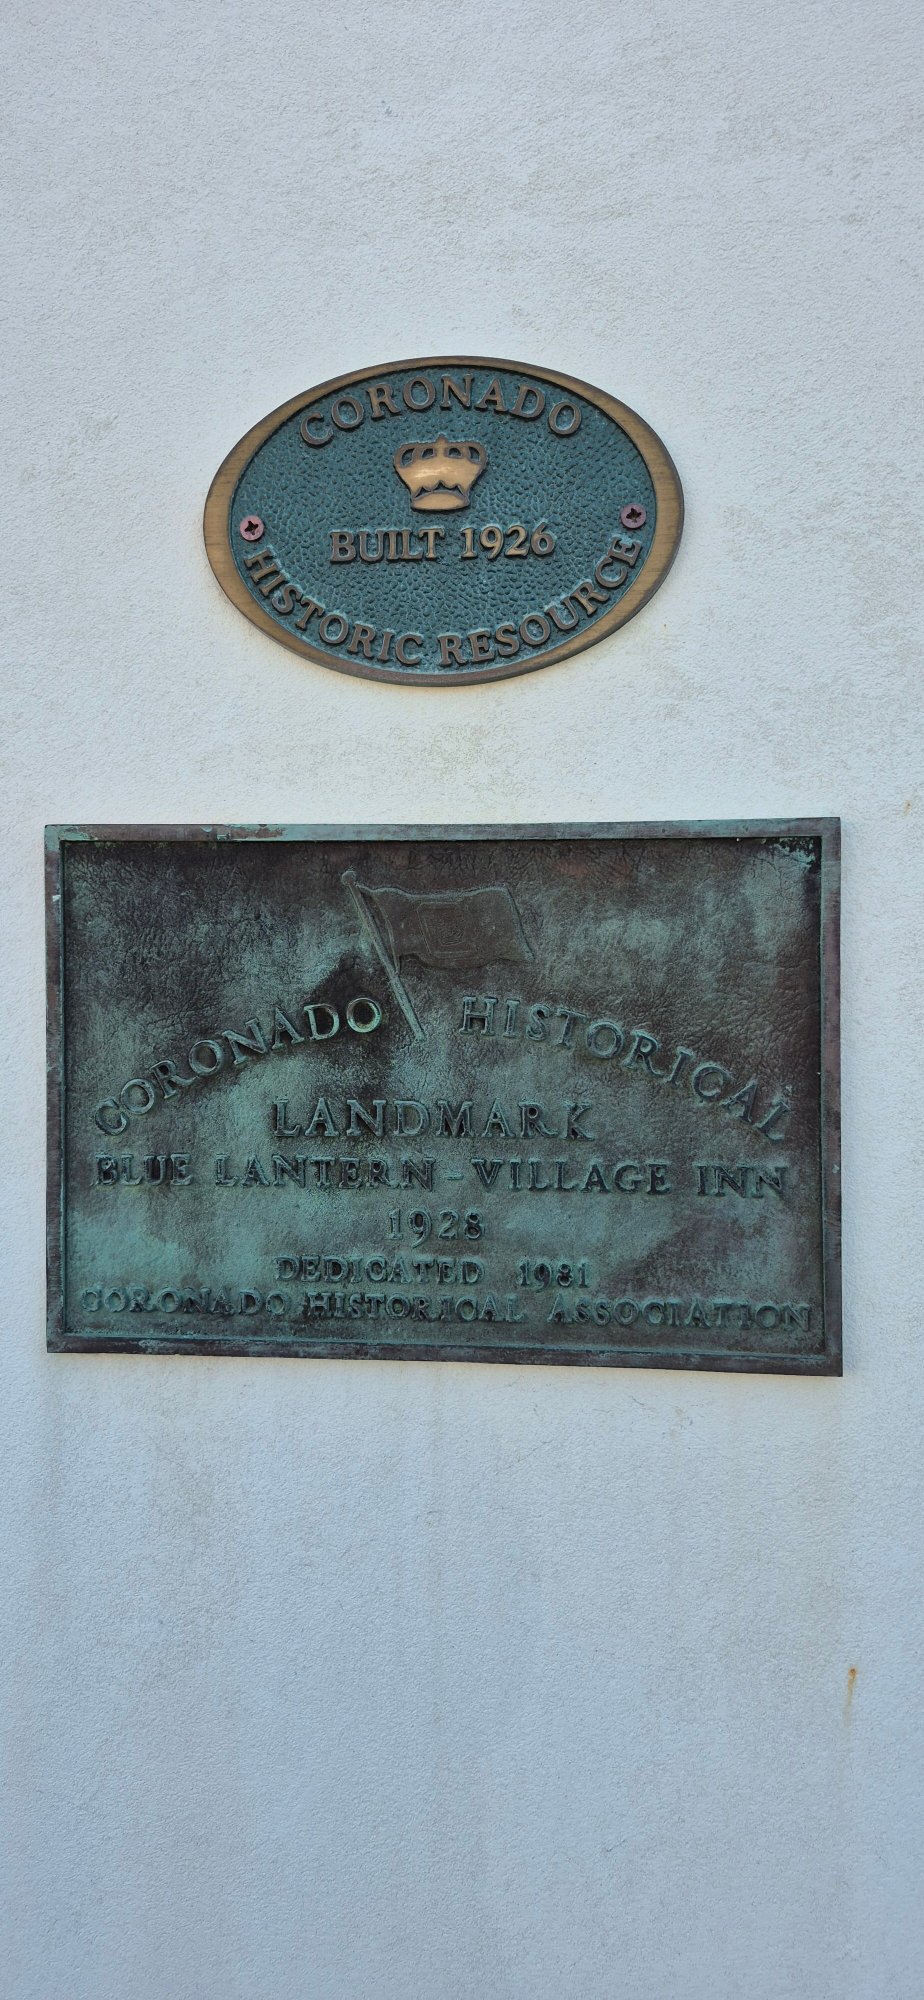 CORONADO
BUILT 1926
HISTORIC RESOURCE
CORONADO HISTORICAL
LANDMARK
BLUE LANTERN - VILLAGE INN
1928
DEDICATED 1981
CORONADO HISTORICAL ASSOCIATION